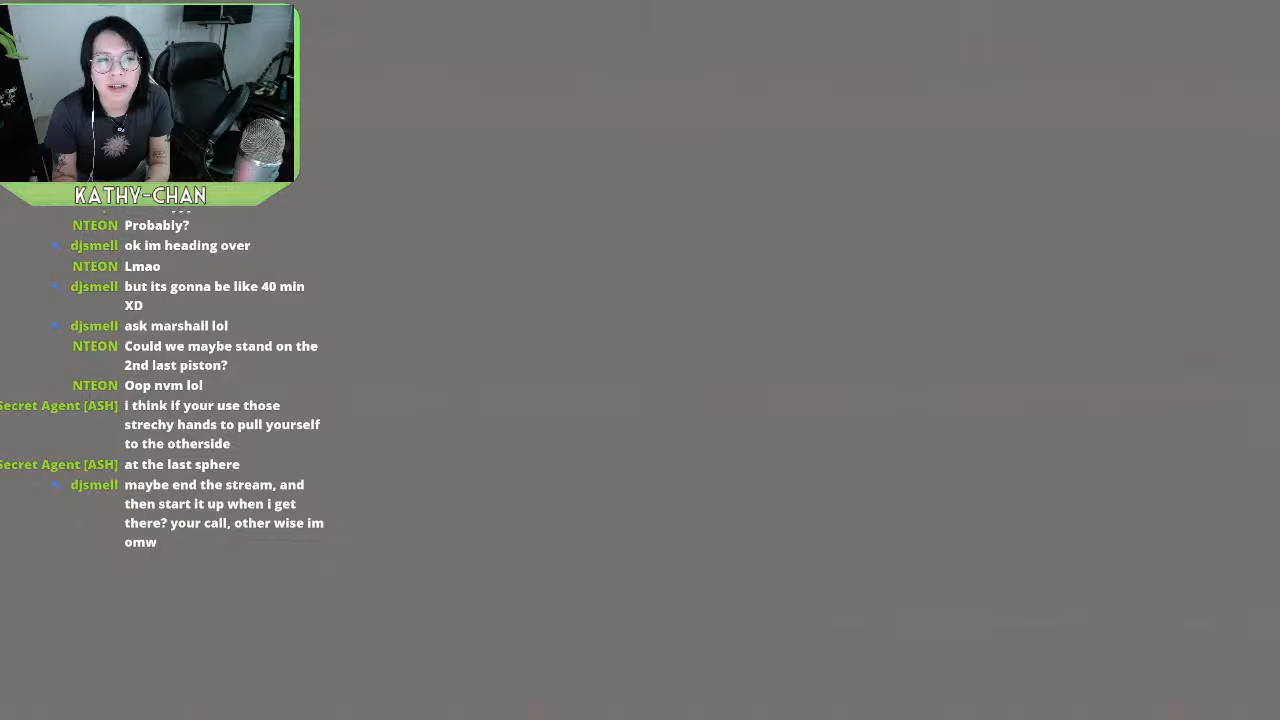 KATHY-CHAN
NTEON Probably?
djsmell ok im heading over
NTEON Lmao
djsmell but its gonna be like 40 min
XD
djsmell ask marshall lol
NTEON Could we maybe stand on the
2nd last piston?
NTEON Oop nvm lol
Secret Agent [ASH] i think if your use those
strechy hands to pull yourself
to the otherside
Secret Agent [ASH] at the last sphere
djsmell maybe end the stream, and
then start it up when i get
there? your call, other wise im
omw